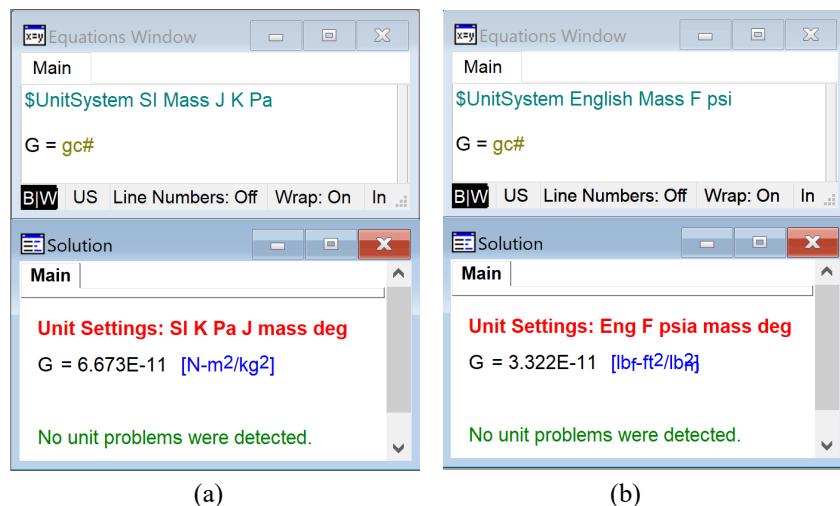 Equations Window
Main
$UnitSystem SI Mass J K Pa
G = gc#
B|W US Line Numbers: Off Wrap: On In
Solution
Main
Unit Settings: SI K Pa J mass deg
G = 6.673E-11 [N-m2/kg2]
No unit problems were detected.
(a)
Equations Window
Main
$UnitSystem English Mass F psi
G = gc#
B|W US Line Numbers: Off Wrap: On In
Solution
Main
Unit Settings: Eng F psia mass deg
G = 3.322E-11 [lbf-ft2/lbm2]
No unit problems were detected.
(b)